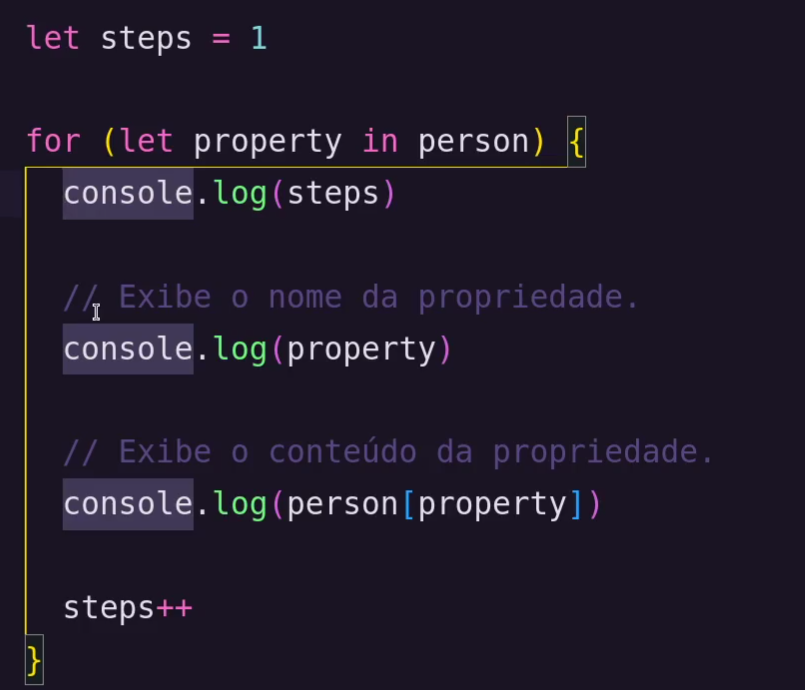 let steps = 1
for (let property in person) {
console.log(steps)
// Exibe o nome da propriedade.
console.log(property)
// Exibe o conteúdo da propriedade.
console.log(person[property])
steps++
}